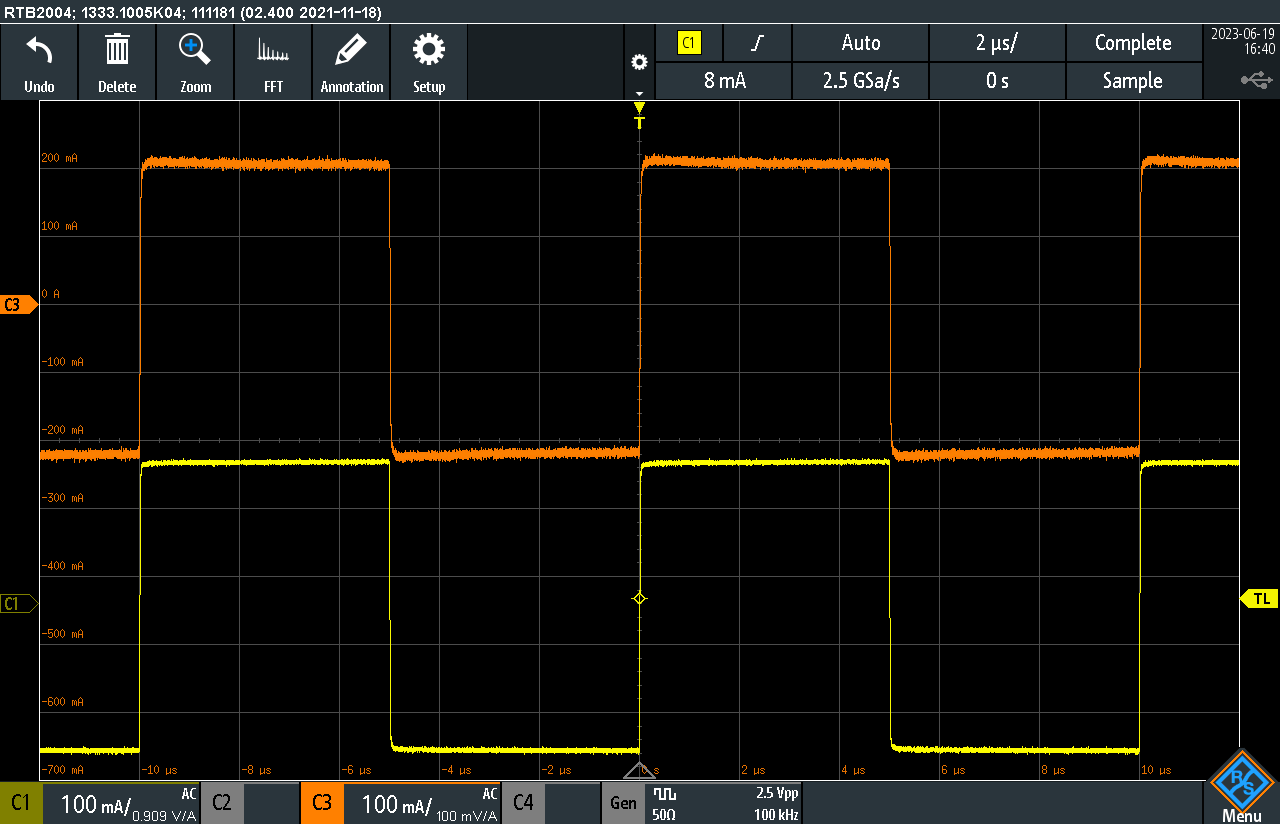 RTB2004; 1333.1005K04; 111181 (02.400 2021-11-18)
Undo
Delete
Zoom
FFT
Annotation
Setup
C1
Auto
2 µs/
Complete
8 mA
2.5 GSa/s
0 s
Sample
2023-06-19
16:40
T
200 mA
100 mA
C3
0 A
-100 mA
-200 mA
-300 mA
-400 mA
C1
TL
-500 mA
-600 mA
-700 mA
-10 µs
-8 µs
-6 µs
-4 µs
-2 µs
0 s
2 µs
4 µs
6 µs
8 µs
10 µs
C1
100 mA/
AC
0.909 V/A
C2
C3
100 mA/
AC
100 mV/A
C4
Gen
50Ω
2.5 Vpp
100 kHz
R&S
Menu